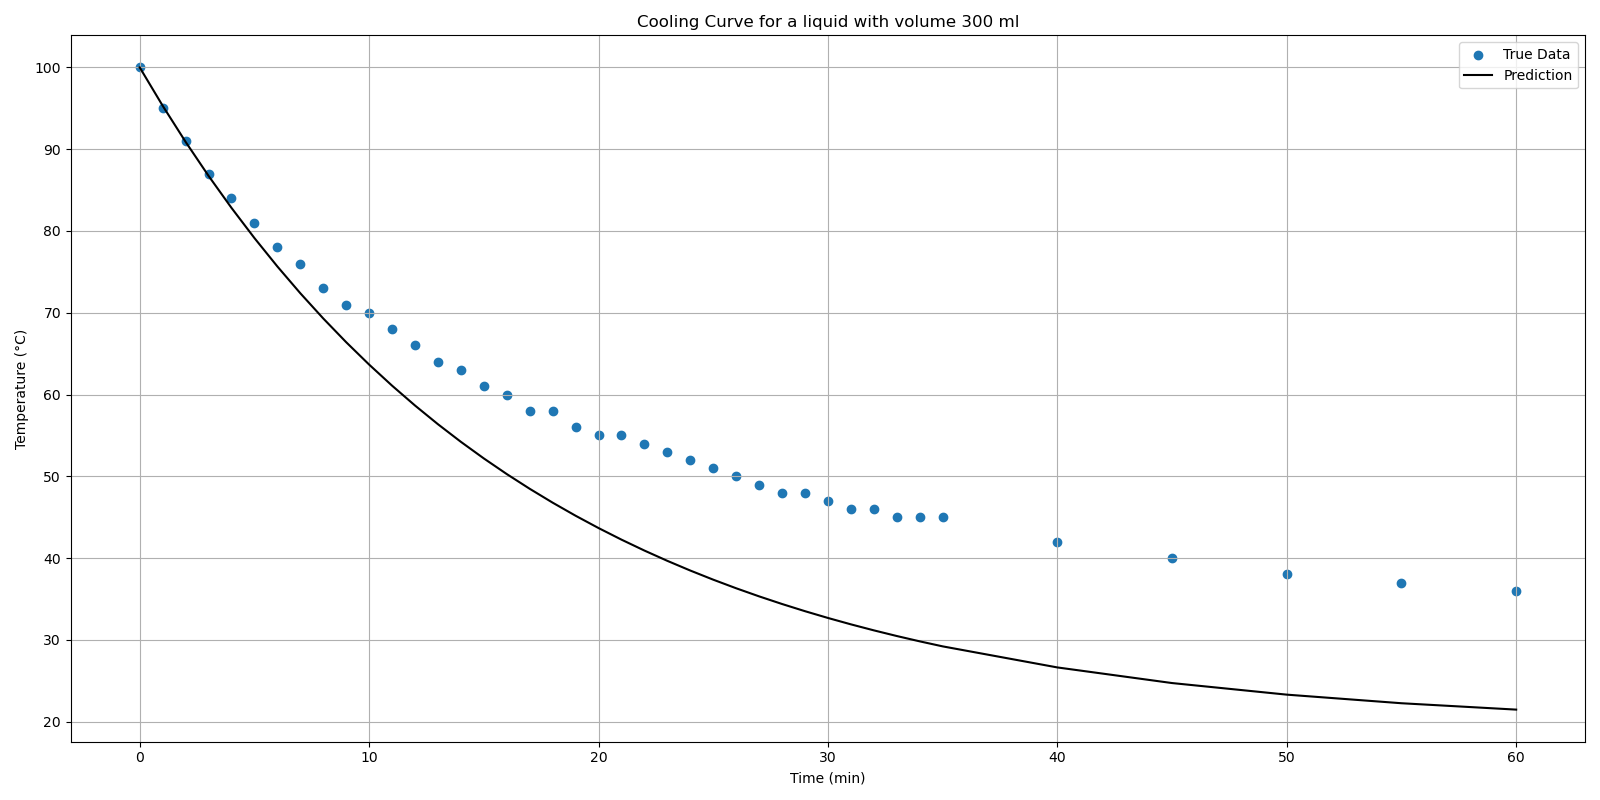 Cooling Curve for a liquid with volume 300 ml
True Data
Prediction
Temperature (°C)
100
90
80
70
60
50
40
30
20
0 10 20 30 40 50 60
Time (min)